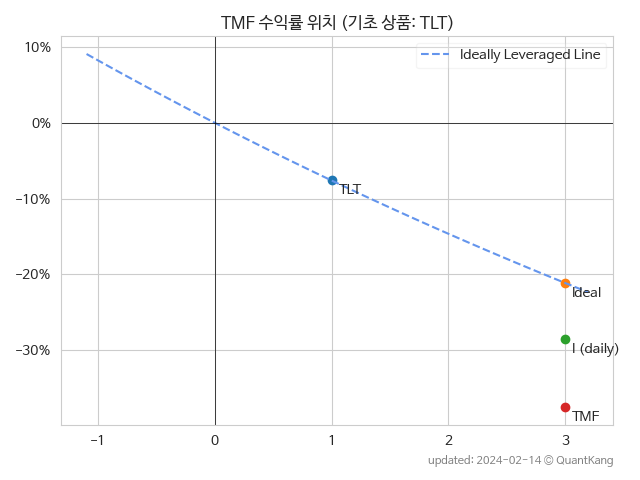 TMF 수익률 위치 (기초 상품: TLT)
Ideally Leveraged Line
10%
0%
−10%
−20%
−30%
TLT
Ideal
I (daily)
TMF
−1
0
1
2
3
updated: 2024-02-14 © QuantKang